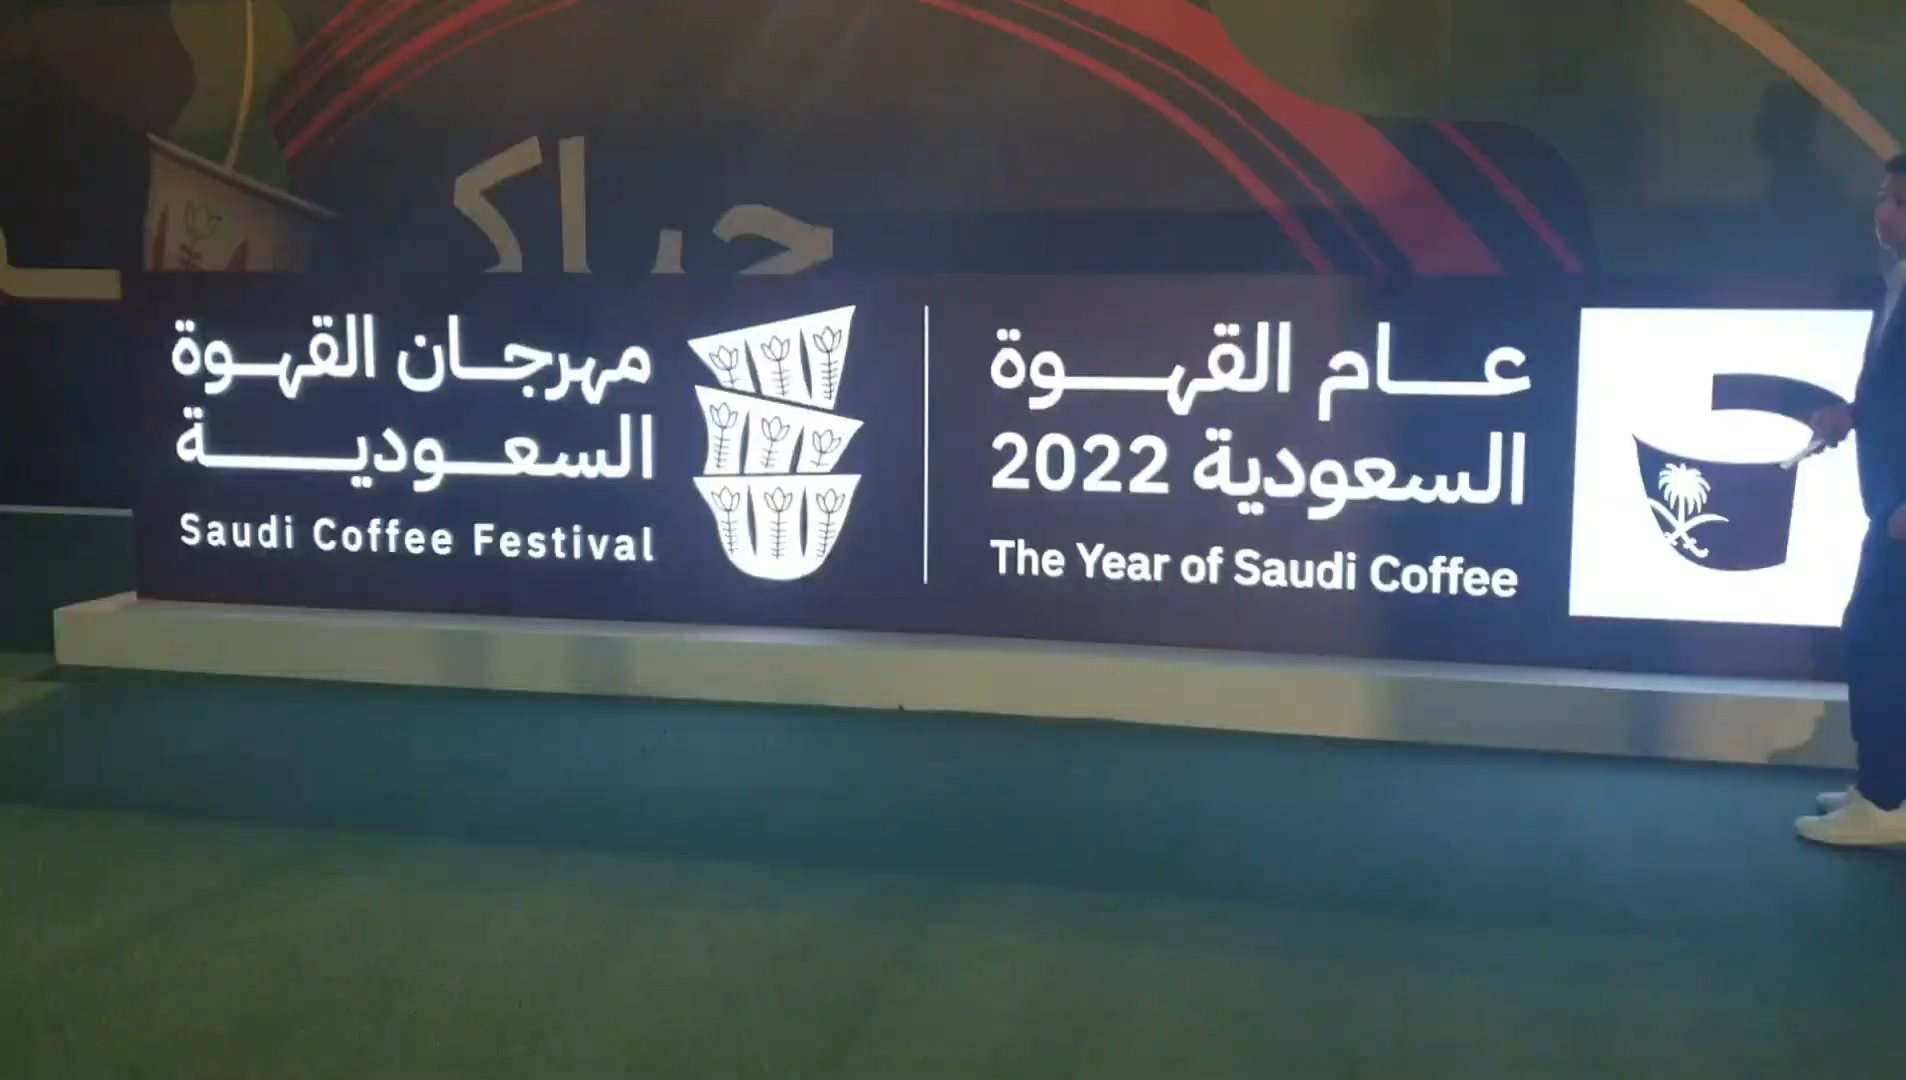 عام القهوة
السعودية 2022
The Year of Saudi Coffee
مهرجان القهوة
السعودية
Saudi Coffee Festival